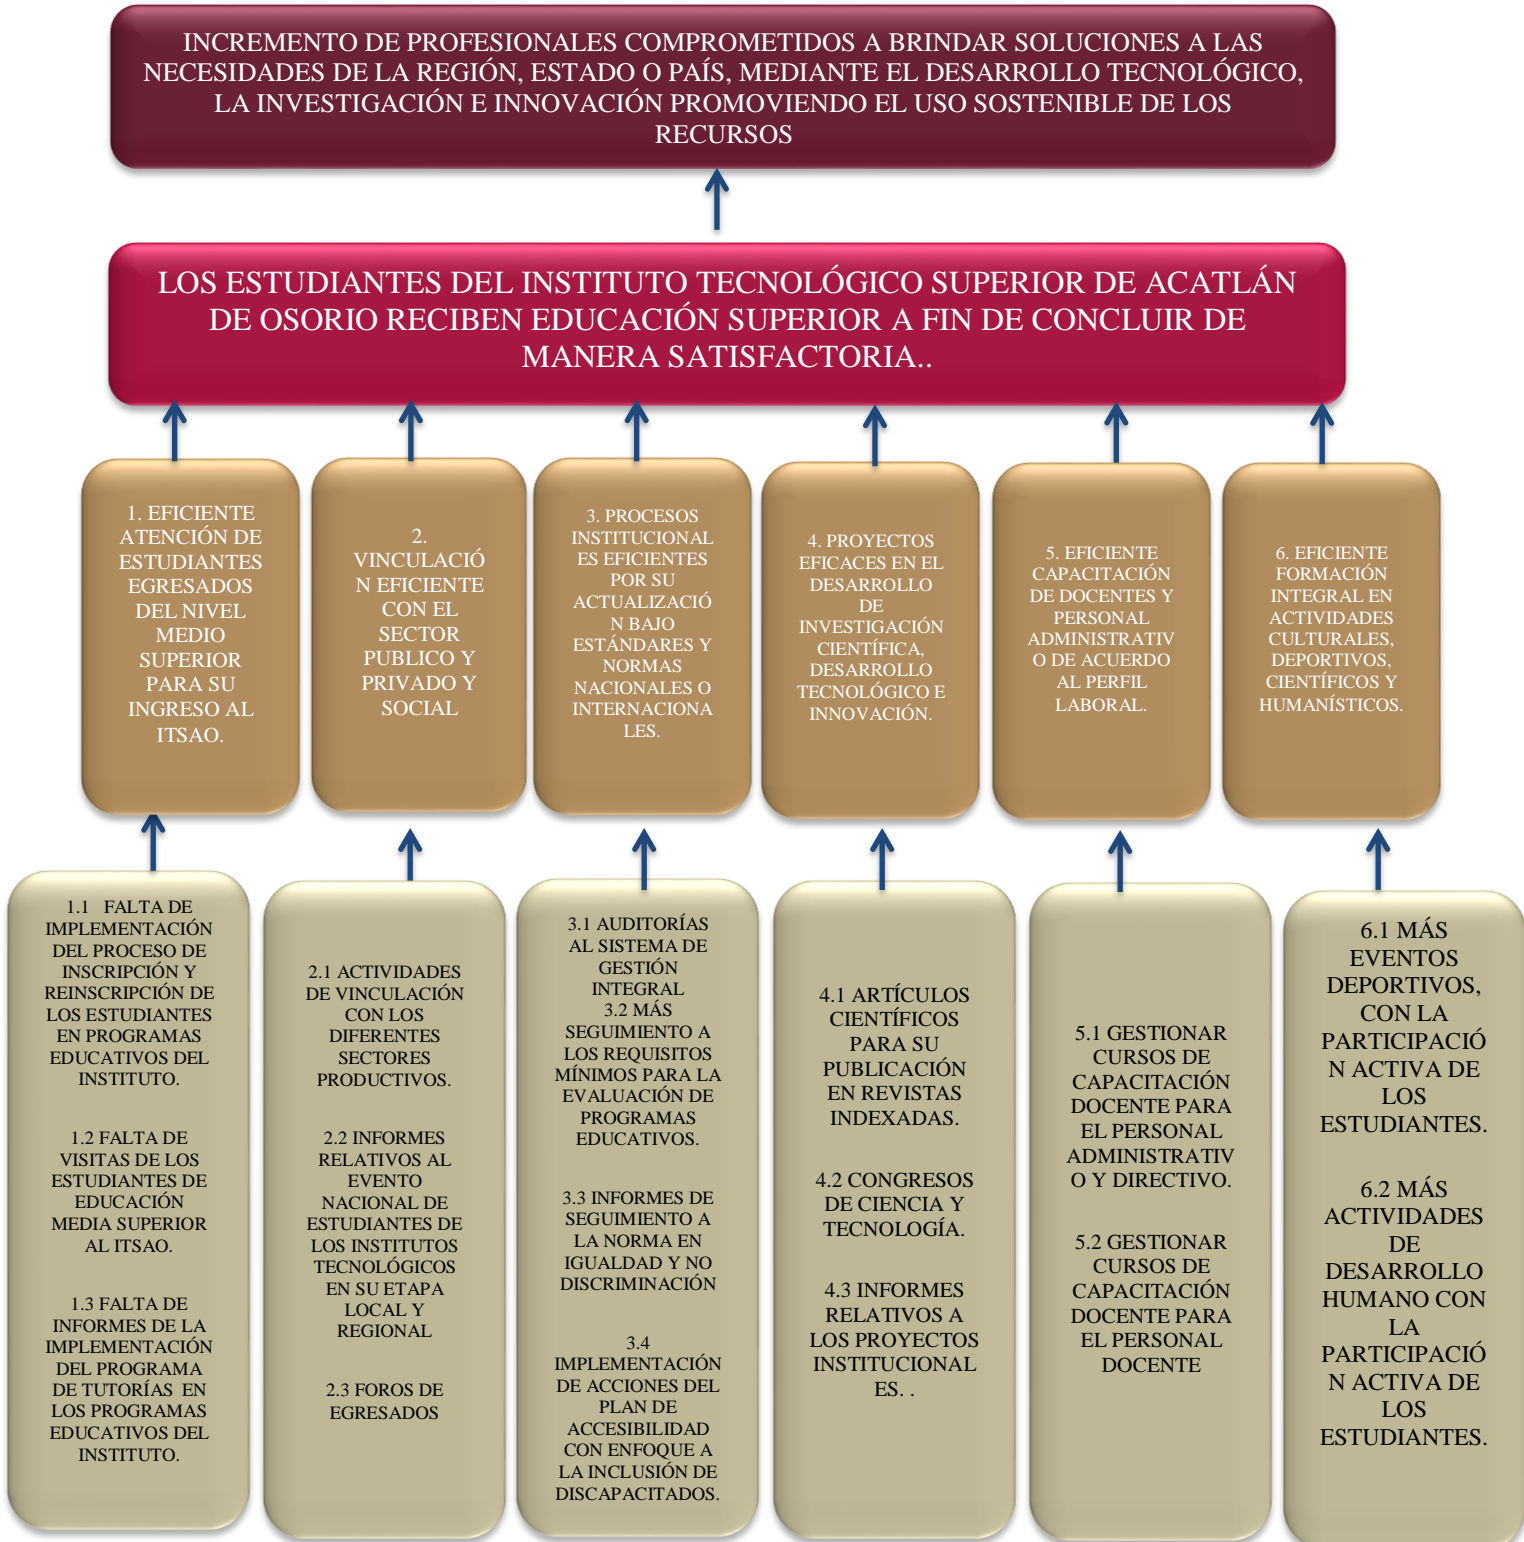 INCREMENTO DE PROFESIONALES COMPROMETIDOS A BRINDAR SOLUCIONES A LAS
NECESIDADES DE LA REGIÓN, ESTADO O PAÍS, MEDIANTE EL DESARROLLO TECNOLÓGICO,
LA INVESTIGACIÓN E INNOVACIÓN PROMOVIENDO EL USO SOSTENIBLE DE LOS
RECURSOS
LOS ESTUDIANTES DEL INSTITUTO TECNOLÓGICO SUPERIOR DE ACATLÁN
DE OSORIO RECIBEN EDUCACIÓN SUPERIOR A FIN DE CONCLUIR DE
MANERA SATISFACTORIA..
1. EFICIENTE
ATENCIÓN DE
ESTUDIANTES
EGRESADOS
DEL NIVEL
MEDIO
SUPERIOR
PARA SU
INGRESO AL
ITSAO.
2.
VINCULACIÓ
N EFICIENTE
CON EL
SECTOR
PUBLICO Y
PRIVADO Y
SOCIAL
3. PROCESOS
INSTITUCIONAL
ES EFICIENTES
POR SU
ACTUALIZACIÓ
N BAJO
ESTÁNDARES Y
NORMAS
NACIONALES O
INTERNACIONA
LES.
4. PROYECTOS
EFICACES EN EL
DESARROLLO
DE
INVESTIGACIÓN
CIENTÍFICA,
DESARROLLO
TECNOLÓGICO E
INNOVACIÓN.
5. EFICIENTE
CAPACITACIÓN
DE DOCENTES Y
PERSONAL
ADMINISTRATIV
O DE ACUERDO
AL PERFIL
LABORAL.
6. EFICIENTE
FORMACIÓN
INTEGRAL EN
ACTIVIDADES
CULTURALES,
DEPORTIVOS,
CIENTÍFICOS Y
HUMANÍSTICOS.
1.1 FALTA DE
IMPLEMENTACIÓN
DEL PROCESO DE
INSCRIPCIÓN Y
REINSCRIPCIÓN DE
LOS ESTUDIANTES
EN PROGRAMAS
EDUCATIVOS DEL
INSTITUTO.
1.2 FALTA DE
VISITAS DE LOS
ESTUDIANTES DE
EDUCACIÓN
MEDIA SUPERIOR
AL ITSAO.
1.3 FALTA DE
INFORMES DE LA
IMPLEMENTACIÓN
DEL PROGRAMA
DE TUTORÍAS EN
LOS PROGRAMAS
EDUCATIVOS DEL
INSTITUTO.
2.1 ACTIVIDADES
DE VINCULACIÓN
CON LOS
DIFERENTES
SECTORES
PRODUCTIVOS.
2.2 INFORMES
RELATIVOS AL
EVENTO
NACIONAL DE
ESTUDIANTES DE
LOS INSTITUTOS
TECNOLÓGICOS
EN SU ETAPA
LOCAL Y
REGIONAL
2.3 FOROS DE
EGRESADOS
3.1 AUDITORÍAS
AL SISTEMA DE
GESTIÓN
INTEGRAL
3.2 MÁS
SEGUIMIENTO A
LOS REQUISITOS
MÍNIMOS PARA LA
EVALUACIÓN DE
PROGRAMAS
EDUCATIVOS.
3.3 INFORMES DE
SEGUIMIENTO A
LA NORMA EN
IGUALDAD Y NO
DISCRIMINACIÓN
3.4
IMPLEMENTACIÓN
DE ACCIONES DEL
PLAN DE
ACCESIBILIDAD
CON ENFOQUE A
LA INCLUSIÓN DE
DISCAPACITADOS.
4.1 ARTÍCULOS
CIENTÍFICOS
PARA SU
PUBLICACIÓN
EN REVISTAS
INDEXADAS.
4.2 CONGRESOS
DE CIENCIA Y
TECNOLOGÍA.
4.3 INFORMES
RELATIVOS A
LOS PROYECTOS
INSTITUCIONAL
ES. .
5.1 GESTIONAR
CURSOS DE
CAPACITACIÓN
DOCENTE PARA
EL PERSONAL
ADMINISTRATIV
O Y DIRECTIVO.
5.2 GESTIONAR
CURSOS DE
CAPACITACIÓN
DOCENTE PARA
EL PERSONAL
DOCENTE
6.1 MÁS
EVENTOS
DEPORTIVOS,
CON LA
PARTICIPACIÓ
N ACTIVA DE
LOS
ESTUDIANTES.
6.2 MÁS
ACTIVIDADES
DE
DESARROLLO
HUMANO CON
LA
PARTICIPACIÓ
N ACTIVA DE
LOS
ESTUDIANTES.